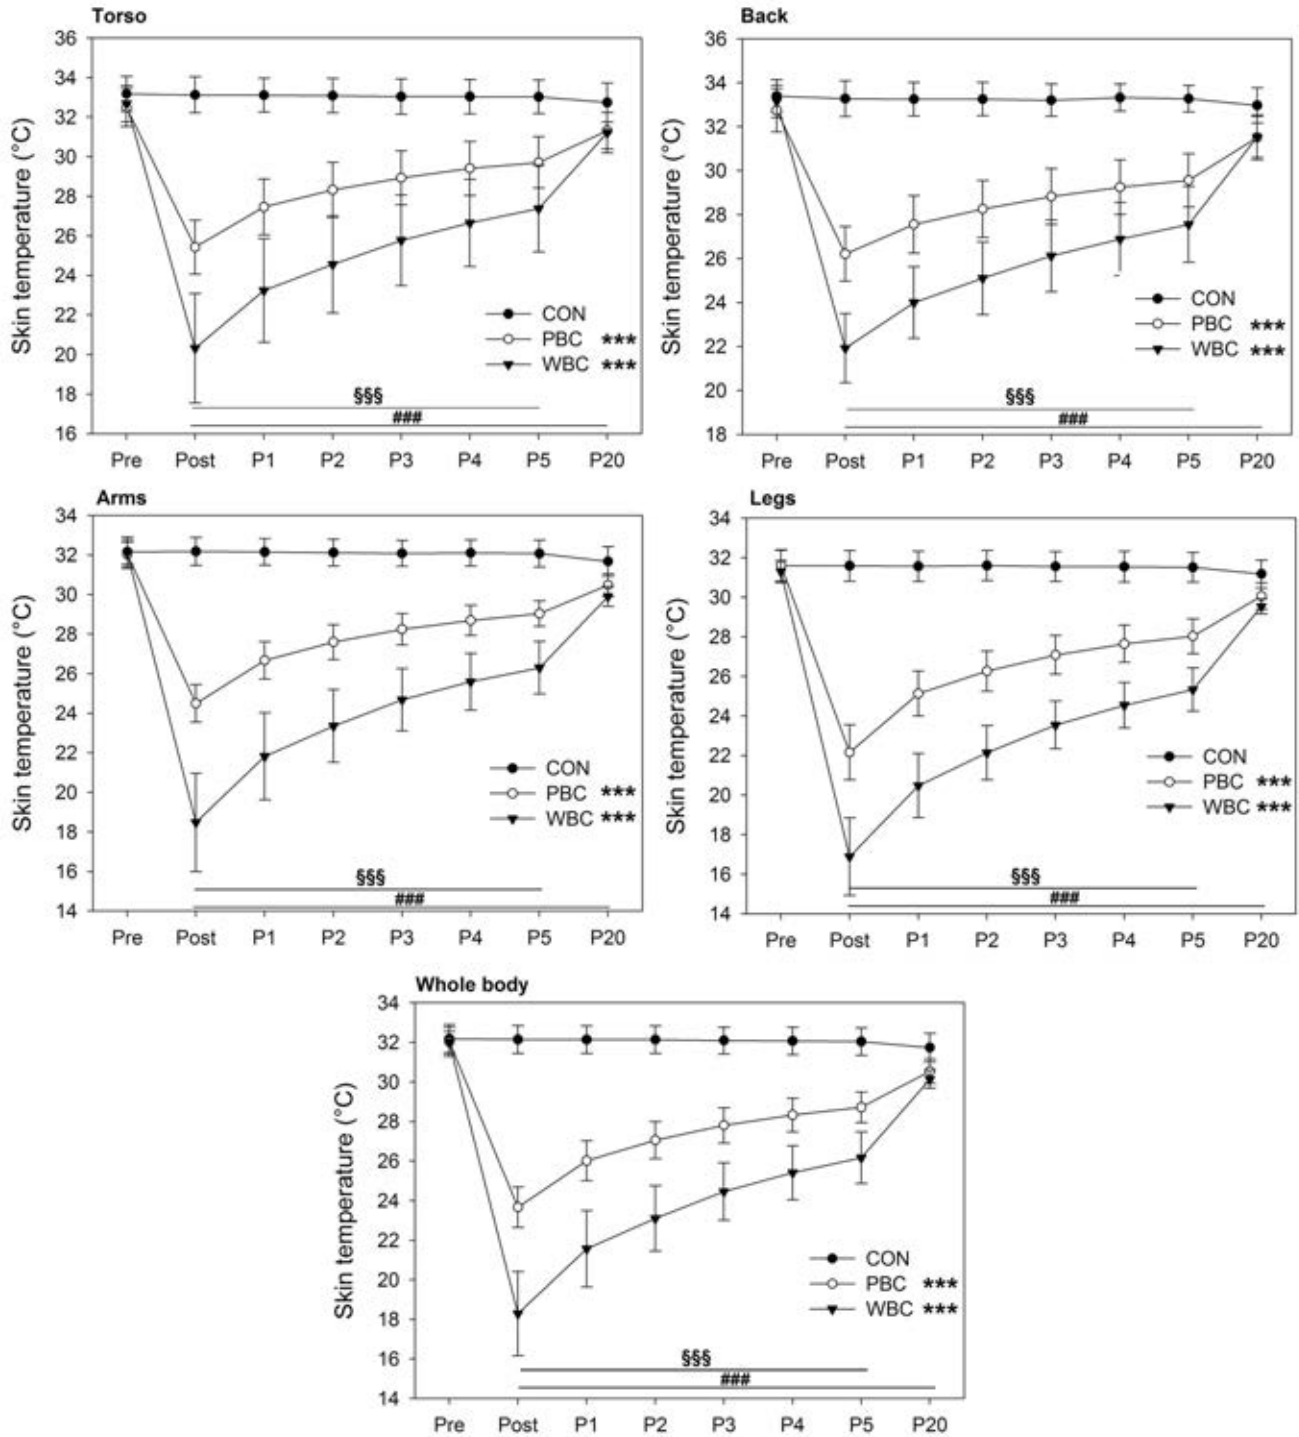 Torso
Skin temperature (°C)
36
34
32
30
28
26
24
22
20
18
16
CON
PBC ***
WBC ***
§§§
###
Pre Post P1 P2 P3 P4 P5 P20
Back
Skin temperature (°C)
36
34
32
30
28
26
24
22
20
18
CON
PBC ***
WBC ***
§§§
###
Pre Post P1 P2 P3 P4 P5 P20
Arms
Skin temperature (°C)
34
32
30
28
26
24
22
20
18
16
14
CON
PBC ***
WBC ***
§§§
###
Pre Post P1 P2 P3 P4 P5 P20
Legs
Skin temperature (°C)
34
32
30
28
26
24
22
20
18
16
14
CON
PBC ***
WBC ***
§§§
###
Pre Post P1 P2 P3 P4 P5 P20
Whole body
Skin temperature (°C)
34
32
30
28
26
24
22
20
18
16
14
CON
PBC ***
WBC ***
§§§
###
Pre Post P1 P2 P3 P4 P5 P20